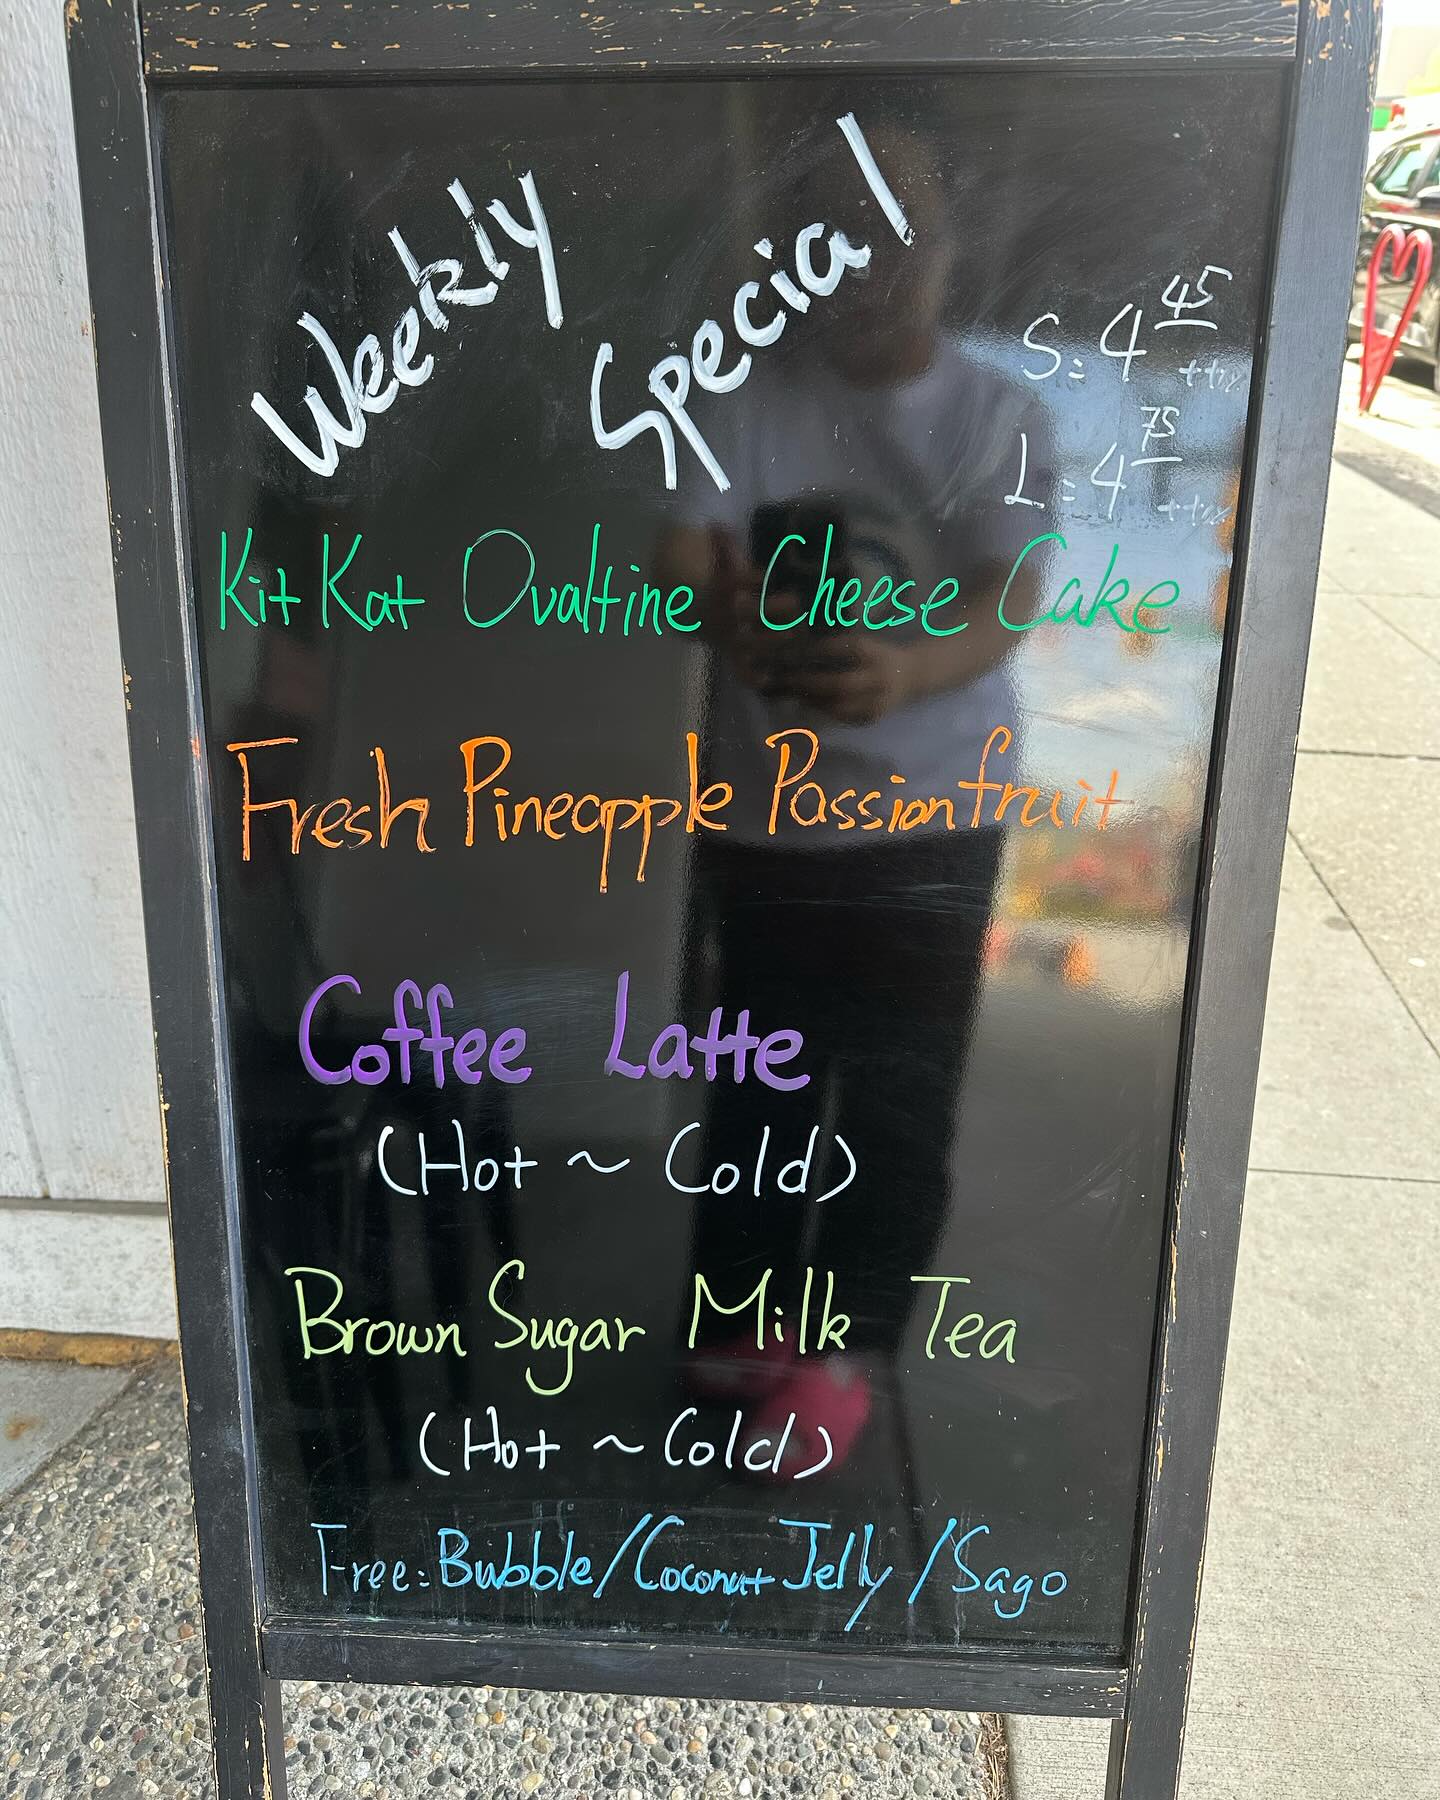 Weekly Special
S: 4 45 +tax
L: 4 75 +tax
Kit Kat Ovaltine Cheese Cake
Fresh Pineapple Passionfruit
Coffee Latte
(Hot ~ Cold)
Brown Sugar Milk Tea
(Hot ~ Cold)
Free: Bubble/Coconut Jelly/Sago